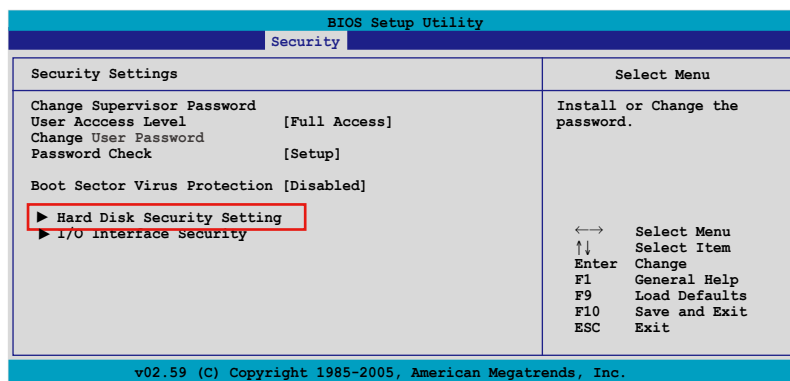 BIOS Setup Utility
Security
Security Settings
Change Supervisor Password
User Acccess Level [Full Access]
Change User Password
Password Check [Setup]
Boot Sector Virus Protection [Disabled]
▶ Hard Disk Security Setting
▶ I/O Interface Security
Select Menu
Install or Change the
password.
←→ Select Menu
↑↓ Select Item
Enter Change
F1 General Help
F9 Load Defaults
F10 Save and Exit
ESC Exit
v02.59 (C) Copyright 1985-2005, American Megatrends, Inc.